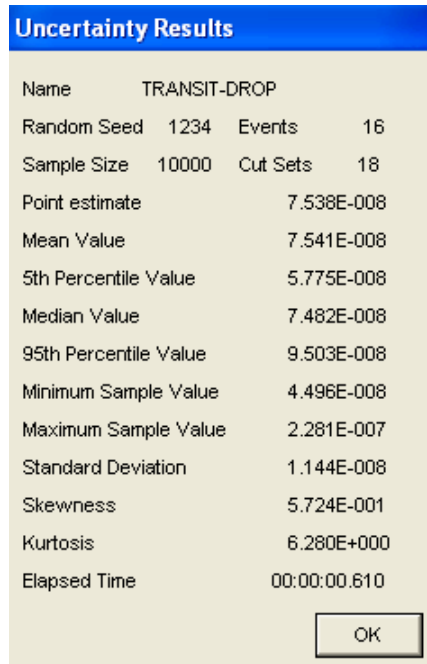 Uncertainty Results
Name TRANSIT-DROP
Random Seed 1234 Events 16
Sample Size 10000 Cut Sets 18
Point estimate 7.538E-008
Mean Value 7.541E-008
5th Percentile Value 5.775E-008
Median Value 7.482E-008
95th Percentile Value 9.503E-008
Minimum Sample Value 4.496E-008
Maximum Sample Value 2.281E-007
Standard Deviation 1.144E-008
Skewness 5.724E-001
Kurtosis 6.280E+000
Elapsed Time 00:00:00.610
OK